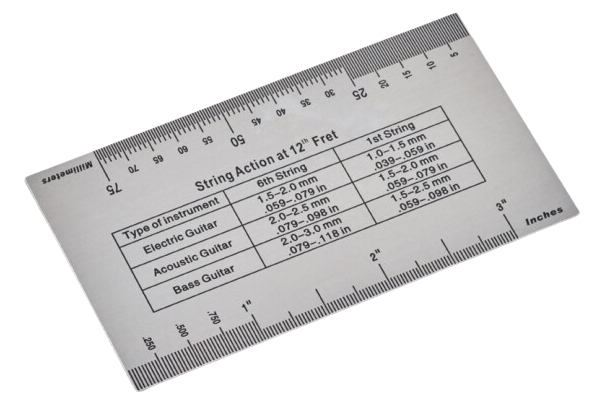 Millimeters
75 70 65 60 55 50 45 40 35 30 25 20 15 10 5
String Action at 12th Fret
Type of instrument 6th String 1st String
Electric Guitar 1.5–2.0 mm 1.0–1.5 mm
.059–.079 in .039–.059 in
Acoustic Guitar 2.0–2.5 mm 1.5–2.0 mm
.079–.098 in .059–.079 in
Bass Guitar 2.0–3.0 mm 1.5–2.5 mm
.079–.118 in .059–.098 in
.250 .500 .750 1" 2" 3"
Inches